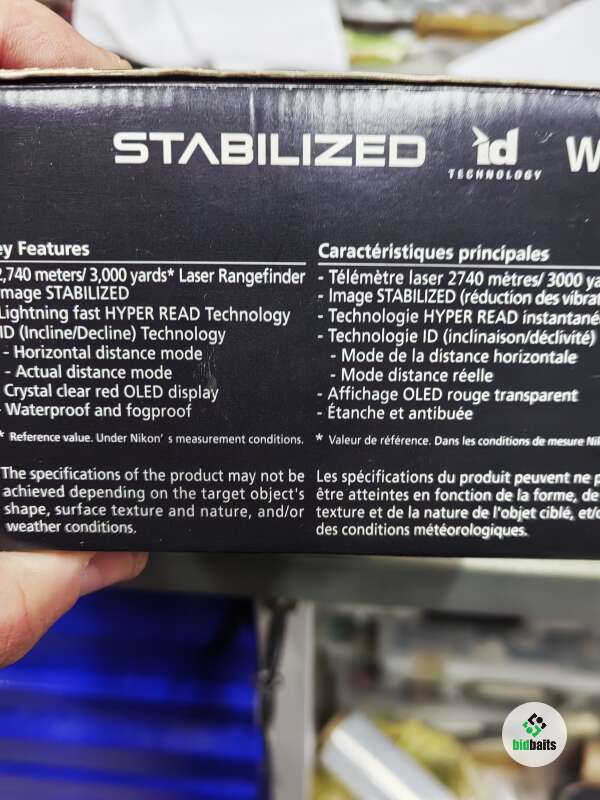 STABILIZED
id
TECHNOLOGY
W
ey Features
2,740 meters/ 3,000 yards* Laser Rangefinder
mage STABILIZED
Lightning fast HYPER READ Technology
ID (Incline/Decline) Technology
- Horizontal distance mode
- Actual distance mode
Crystal clear red OLED display
- Waterproof and fogproof
* Reference value. Under Nikon' s measurement conditions.
The specifications of the product may not be
achieved depending on the target object's
shape, surface texture and nature, and/or
weather conditions.
Caractéristiques principales
- Télémètre laser 2740 mètres/ 3000 ya
- Image STABILIZED (réduction des vibrat
- Technologie HYPER READ instantané
- Technologie ID (inclinaison/déclivité)
- Mode de la distance horizontale
- Mode distance réelle
- Affichage OLED rouge transparent
- Étanche et antibuée
* Valeur de référence. Dans les conditions de mesure Nik
Les spécifications du produit peuvent ne p
être atteintes en fonction de la forme, de
texture et de la nature de l'objet ciblé, et/o
des conditions météorologiques.
bidbaits